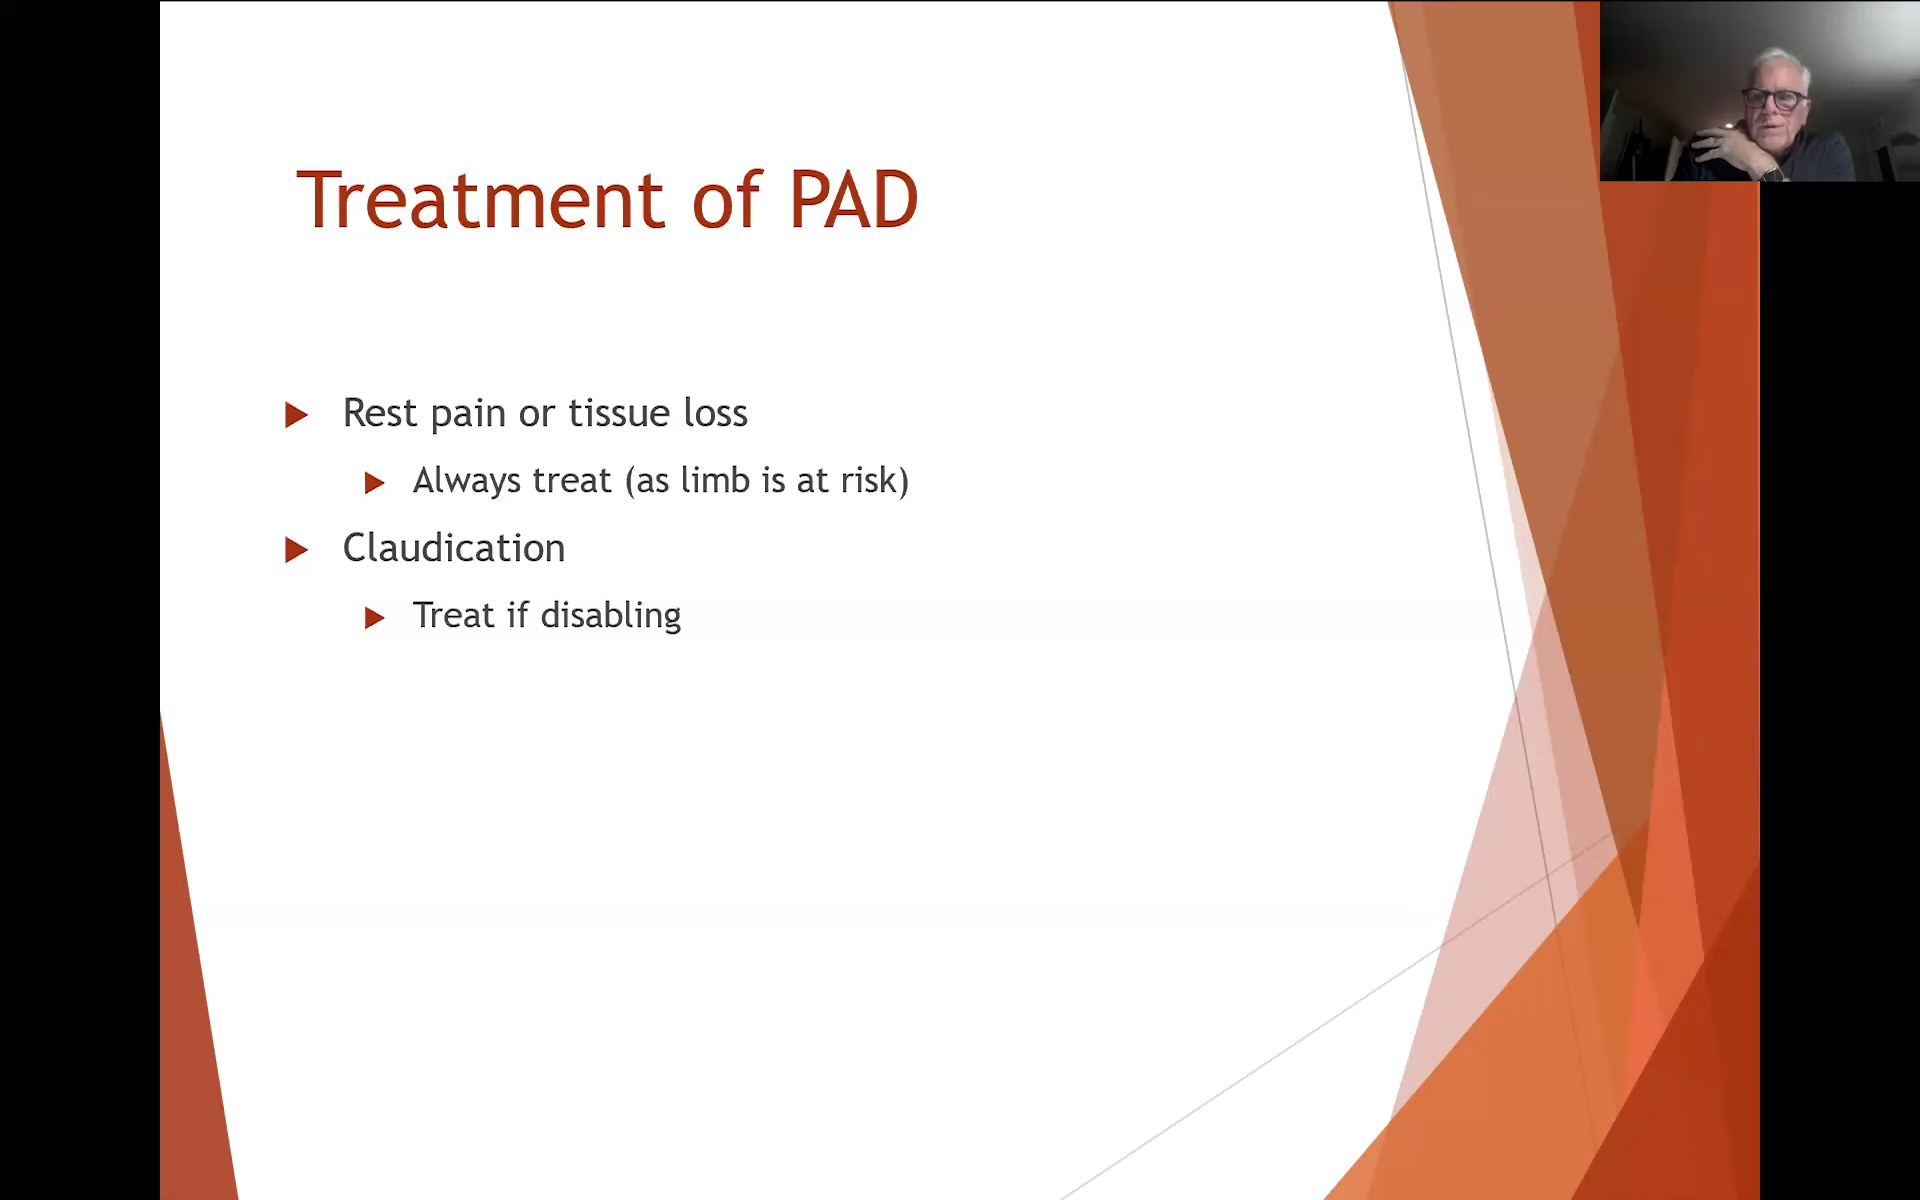 Treatment of PAD
Rest pain or tissue loss
Always treat (as limb is at risk)
Claudication
Treat if disabling